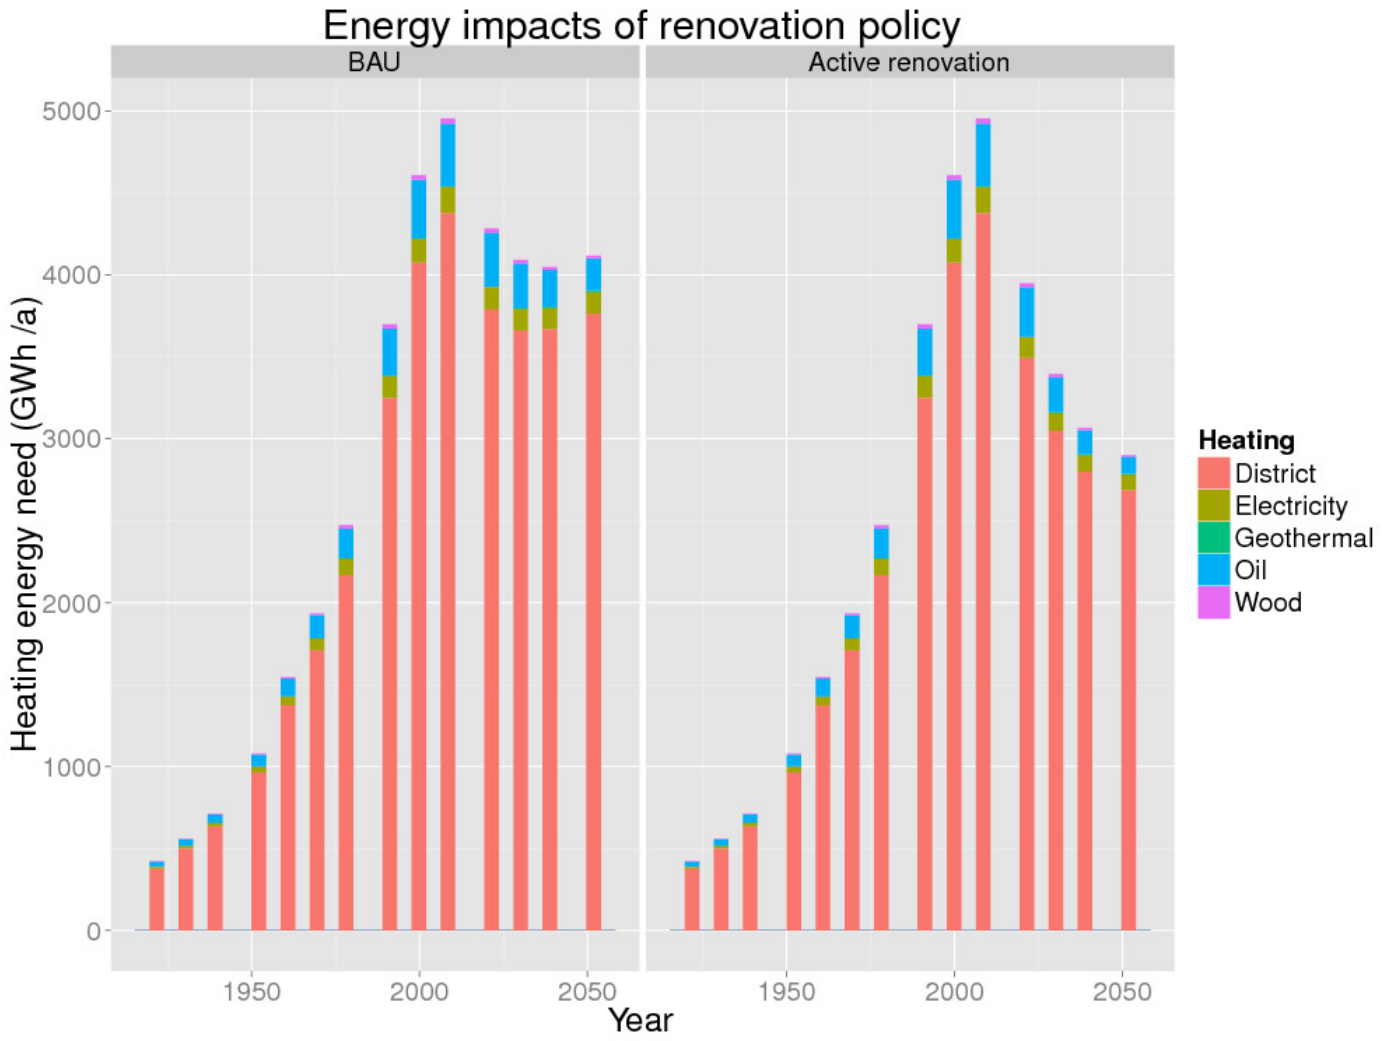 Energy impacts of renovation policy
BAU
Active renovation
5000
4000
3000
2000
1000
0
Heating energy need (GWh /a)
1950
2000
2050
1950
2000
2050
Year
Heating
District
Electricity
Geothermal
Oil
Wood